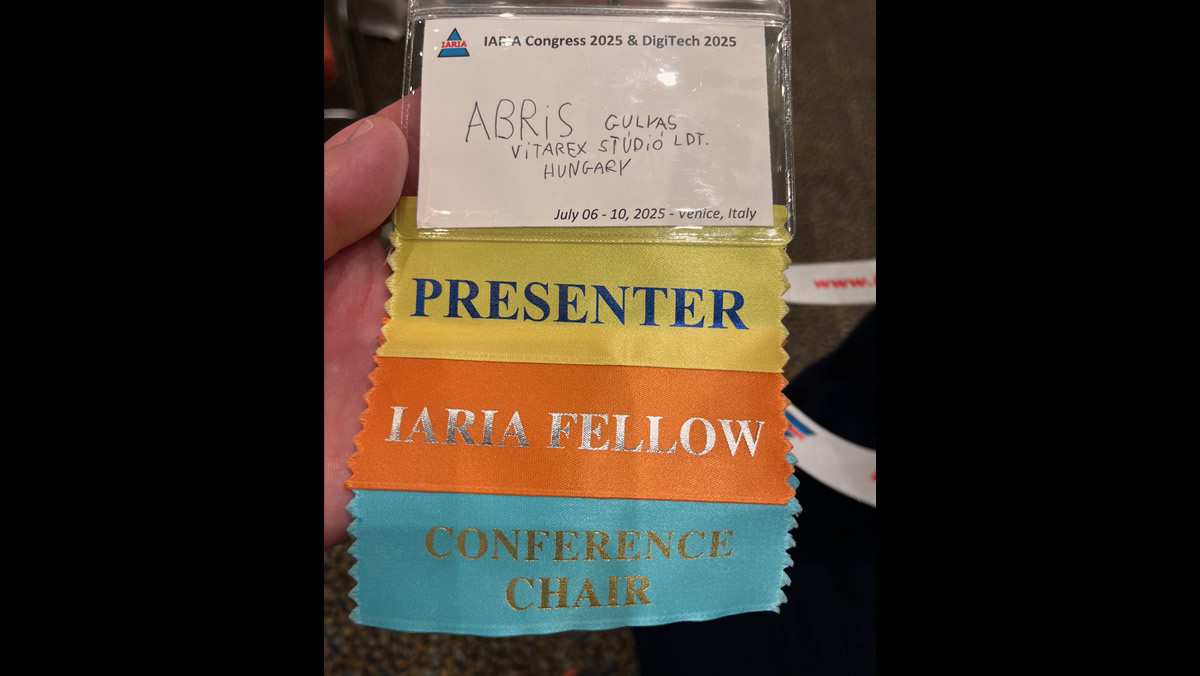 IARIA
IARIA Congress 2025 & DigiTech 2025
ABRiS GULYAS
ViTAREX STÚDiÓ LDT.
HUNGARY
July 06 - 10, 2025 - Venice, Italy
PRESENTER
www.i
IARIA FELLOW
CONFERENCE
CHAIR